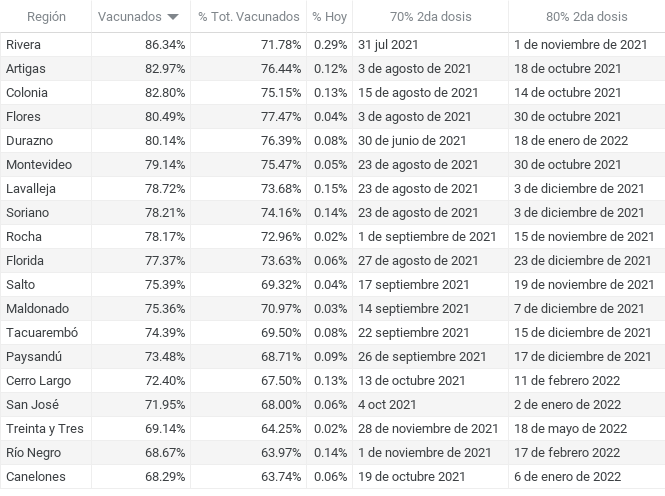 Región Vacunados % Tot. Vacunados % Hoy 70% 2da dosis 80% 2da dosis
Rivera 86.34% 71.78% 0.29% 31 jul 2021 1 de noviembre de 2021
Artigas 82.97% 76.44% 0.12% 3 de agosto de 2021 18 de octubre 2021
Colonia 82.80% 75.15% 0.13% 15 de agosto de 2021 14 de octubre 2021
Flores 80.49% 77.47% 0.04% 3 de agosto de 2021 30 de octubre 2021
Durazno 80.14% 76.39% 0.08% 30 de junio de 2021 18 de enero de 2022
Montevideo 79.14% 75.47% 0.05% 23 de agosto de 2021 30 de octubre 2021
Lavalleja 78.72% 73.68% 0.15% 23 de agosto de 2021 3 de diciembre de 2021
Soriano 78.21% 74.16% 0.14% 23 de agosto de 2021 3 de diciembre de 2021
Rocha 78.17% 72.96% 0.02% 1 de septiembre de 2021 15 de noviembre de 2021
Florida 77.37% 73.63% 0.06% 27 de agosto de 2021 23 de diciembre de 2021
Salto 75.39% 69.32% 0.04% 17 septiembre 2021 19 de noviembre de 2021
Maldonado 75.36% 70.97% 0.03% 14 septiembre 2021 7 de diciembre de 2021
Tacuarembó 74.39% 69.50% 0.08% 22 septiembre 2021 15 de diciembre de 2021
Paysandú 73.48% 68.71% 0.09% 26 de septiembre 2021 17 de diciembre de 2021
Cerro Largo 72.40% 67.50% 0.13% 13 de octubre 2021 11 de febrero 2022
San José 71.95% 68.00% 0.06% 4 oct 2021 2 de enero de 2022
Treinta y Tres 69.14% 64.25% 0.02% 28 de noviembre de 2021 18 de mayo de 2022
Río Negro 68.67% 63.97% 0.14% 1 de noviembre de 2021 17 de febrero 2022
Canelones 68.29% 63.74% 0.06% 19 de octubre 2021 6 de enero de 2022